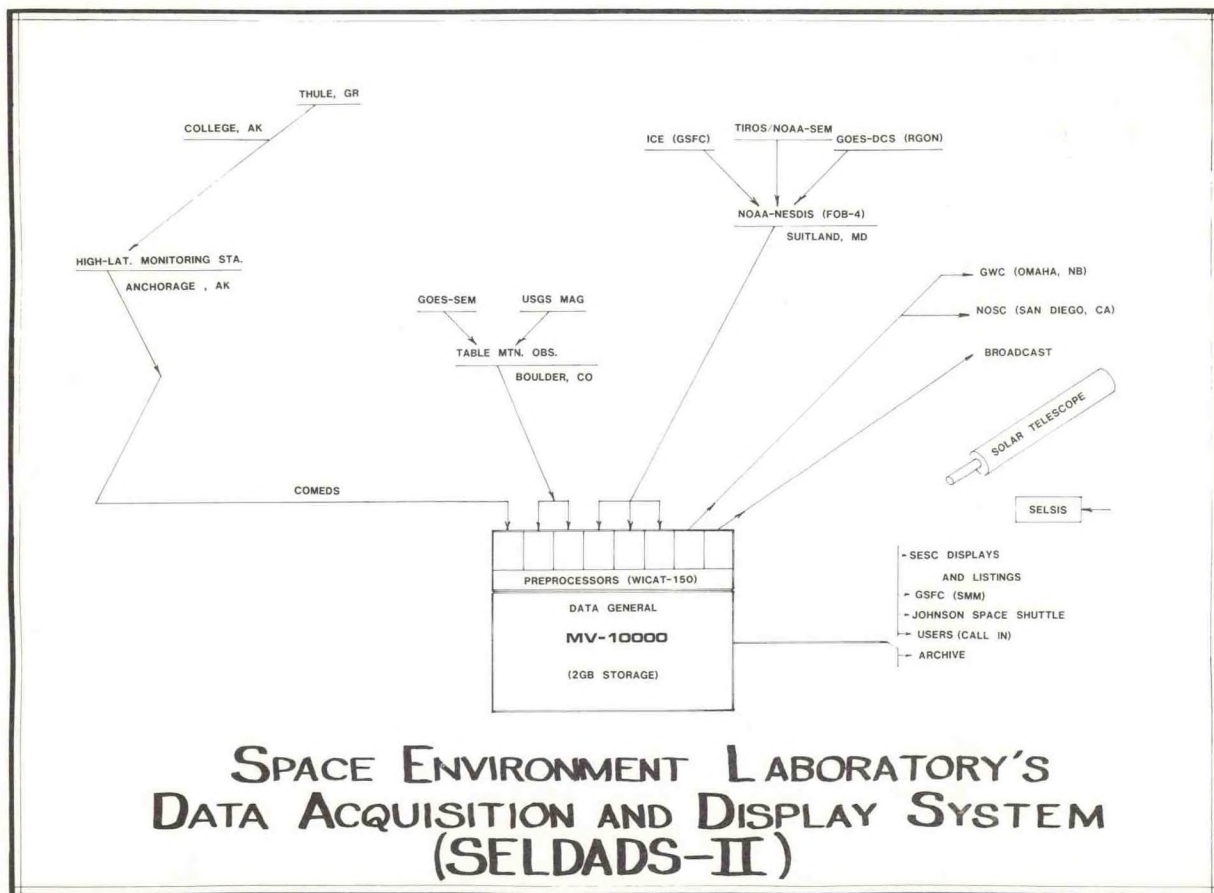 THULE, GR
COLLEGE, AK
HIGH-LAT. MONITORING STA.
ANCHORAGE , AK
ICE (GSFC)
TIROS/NOAA-SEM
GOES-DCS (RGON)
NOAA-NESDIS (FOB-4)
SUITLAND, MD
GOES-SEM
USGS MAG
TABLE MTN. OBS.
BOULDER, CO
GWC (OMAHA, NB)
NOSC (SAN DIEGO, CA)
BROADCAST
SOLAR TELESCOPE
SELSIS
COMEDS
PREPROCESSORS (WICAT-150)
DATA GENERAL
MV-10000
(2GB STORAGE)
SESC DISPLAYS
AND LISTINGS
GSFC (SMM)
JOHNSON SPACE SHUTTLE
USERS (CALL IN)
ARCHIVE
SPACE ENVIRONMENT LABORATORY'S
DATA ACQUISITION AND DISPLAY SYSTEM
(SELDADS-II)